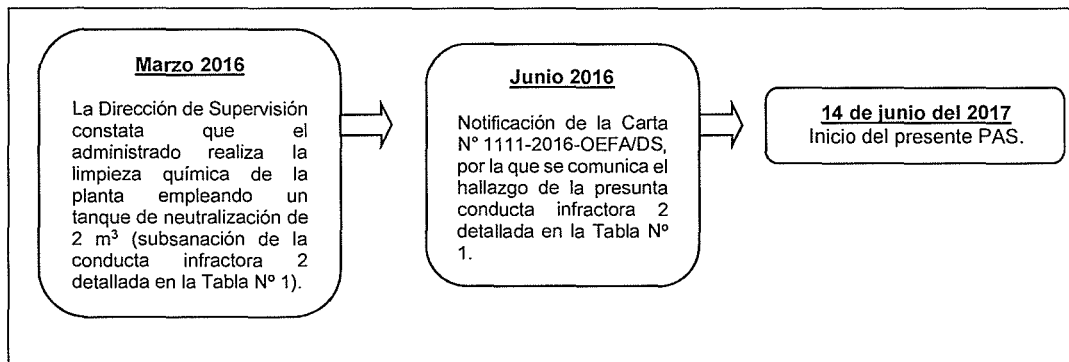 Marzo 2016
La Dirección de Supervisión
constata que el
administrado realiza la
limpieza química de la
planta empleando un
tanque de neutralización de
2 m³ (subsanación de la
conducta infractora 2
detallada en la Tabla Nº 1).
Junio 2016
Notificación de la Carta
Nº 1111-2016-OEFA/DS,
por la que se comunica el
hallazgo de la presunta
conducta infractora 2
detallada en la Tabla Nº
1.
14 de junio del 2017
Inicio del presente PAS.